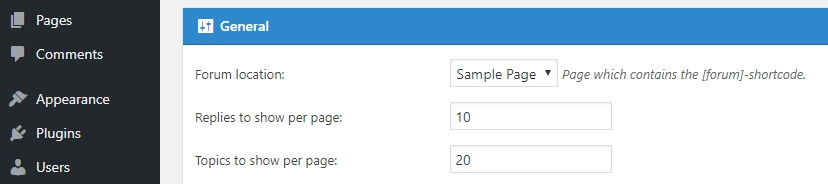 Pages
Comments
Appearance
Plugins
Users
General
Forum location: Sample Page Page which contains the [forum]-shortcode.
Replies to show per page: 10
Topics to show per page: 20